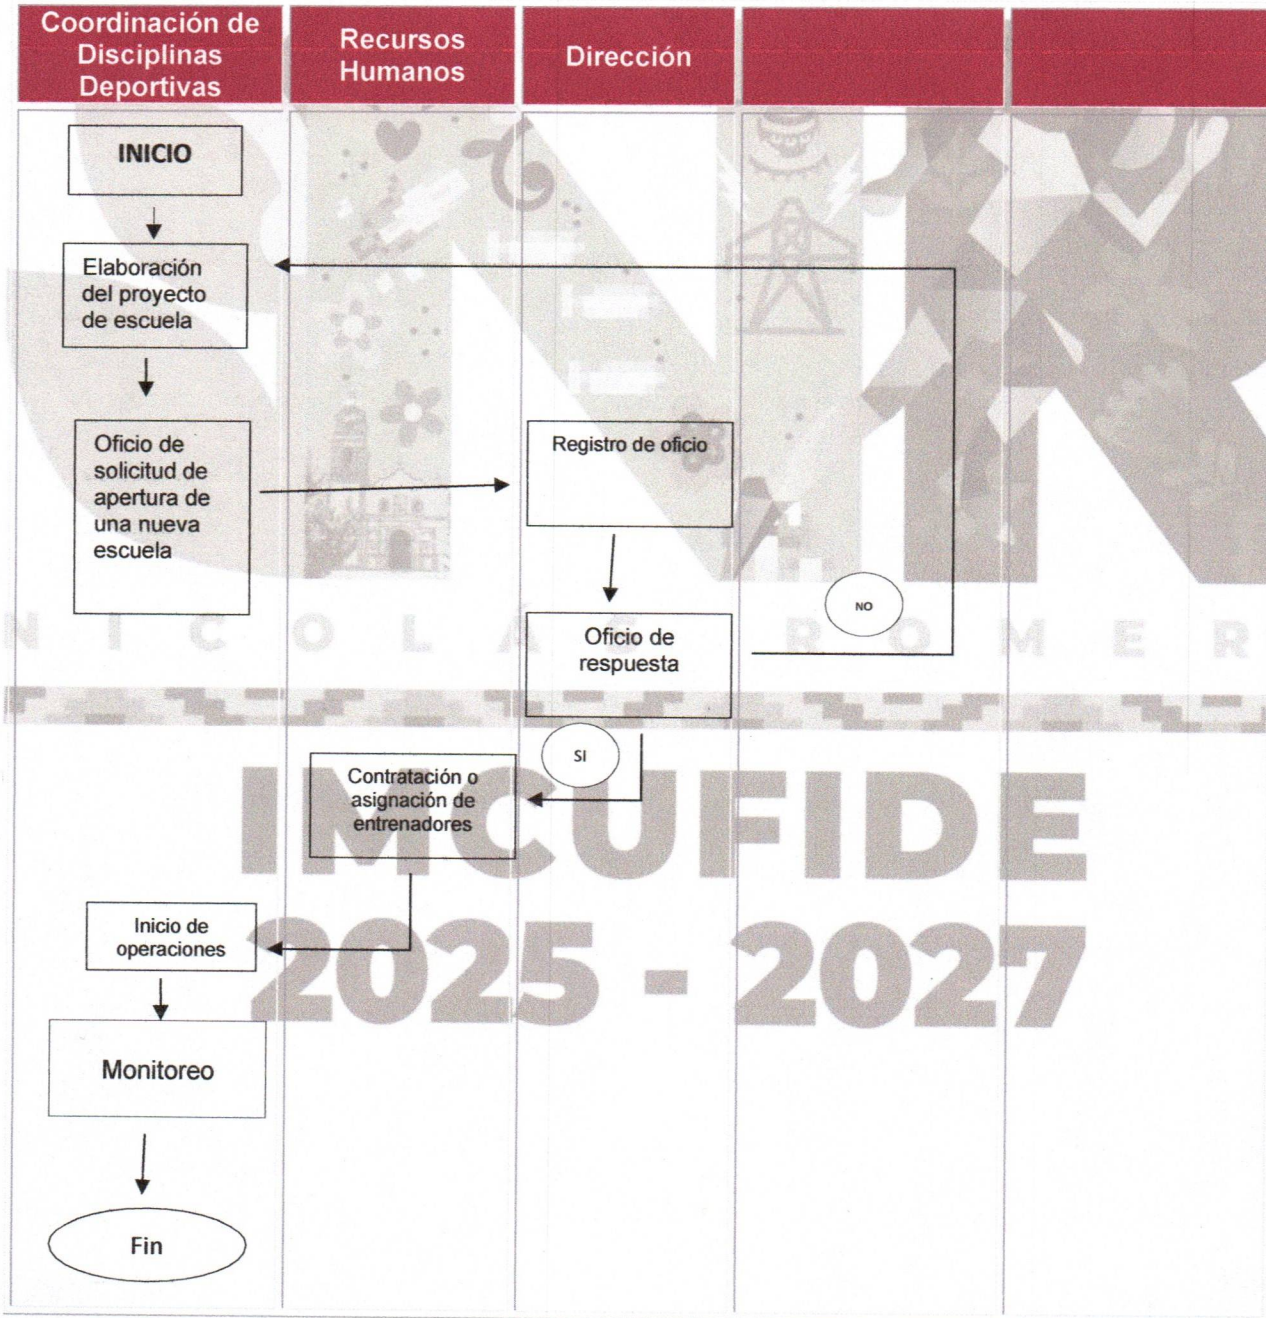 Coordinación de
Disciplinas
Deportivas
Recursos
Humanos
Dirección
INICIO
Elaboración
del proyecto
de escuela
Oficio de
solicitud de
apertura de
una nueva
escuela
Registro de oficio
NO
Oficio de
respuesta
NICOLÁS ROMER
SI
Contratación o
asignación de
entrenadores
IMCUFIDE
Inicio de
operaciones
2025 - 2027
Monitoreo
Fin